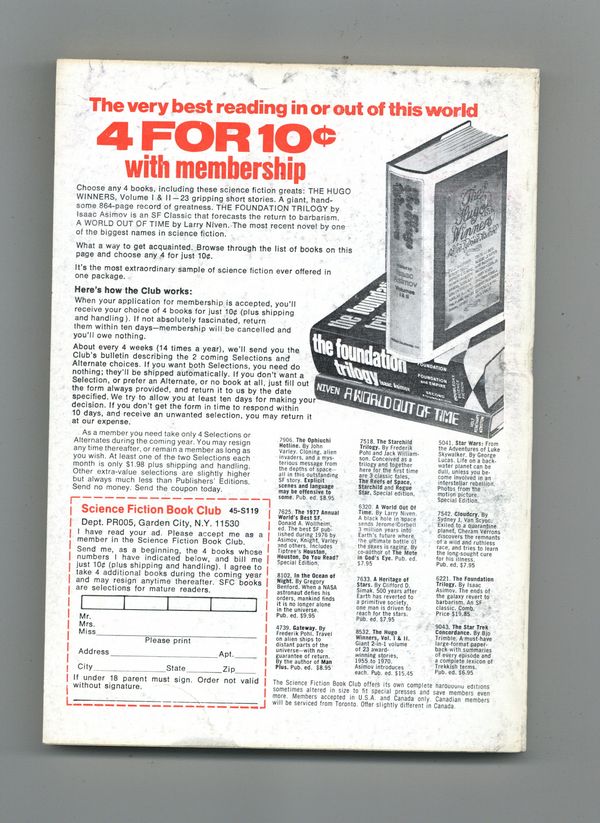 The very best reading in or out of this world
4 FOR 10¢
with membership
Choose any 4 books, including these science fiction greats: THE HUGO
WINNERS, Volume I & II—23 gripping short stories. A giant, hand-
some 864-page record of greatness. THE FOUNDATION TRILOGY by
Isaac Asimov is an SF Classic that forecasts the return to barbarism.
A WORLD OUT OF TIME by Larry Niven. The most recent novel by one
of the biggest names in science fiction.
What a way to get acquainted. Browse through the list of books on this
page and choose any 4 for just 10¢.
It's the most extraordinary sample of science fiction ever offered in
one package.
Here's how the Club works:
When your application for membership is accepted, you'll
receive your choice of 4 books for just 10¢ (plus shipping
and handling). If not absolutely fascinated, return
them within ten days—membership will be cancelled and
you'll owe nothing.
About every 4 weeks (14 times a year), we'll send you the
Club's bulletin describing the 2 coming Selections and
Alternate choices. If you want both Selections, you need do
nothing; they'll be shipped automatically. If you don't want a
Selection, or prefer an Alternate, or no book at all, just fill out
the form always provided, and return it to us by the date
specified. We try to allow you at least ten days for making your
decision. If you don't get the form in time to respond within
10 days, and receive an unwanted selection, you may return it
at our expense.
As a member you need take only 4 Selections or
Alternates during the coming year. You may resign
any time thereafter, or remain a member as long as
you wish. At least one of the two Selections each
month is only $1.98 plus shipping and handling.
Other extra-value selections are slightly higher
but always much less than Publishers' Editions.
Send no money. Send the coupon today.
Science Fiction Book Club 45-S119
Dept. PR005, Garden City, N.Y. 11530
I have read your ad. Please accept me as a
member in the Science Fiction Book Club.
Send me, as a beginning, the 4 books whose
numbers I have indicated below, and bill me
just 10¢ (plus shipping and handling). I agree to
take 4 additional books during the coming year
and may resign anytime thereafter. SFC books
are selections for mature readers.
Mr.
Mrs.
Miss
Please print
Address Apt.
City State Zip
If under 18 parent must sign. Order not valid
without signature.
The
Hugo
Winners
Isaac
Asimov
Volumes
I & II
the foundation
trilogy isaac asimov
FOUNDATION
FOUNDATION
and EMPIRE
SECOND
NIVEN A WORLD OUT OF TIME
7906. The Ophiuchi
Hotline. By John
Varley. Cloning, alien
invaders, and a mys-
terious message from
the depths of space—
all in this outstanding
SF story. Explicit
scenes and language
may be offensive to
some. Pub. ed. $8.95
7625. The 1977 Annual
World's Best SF.
Donald A. Wollheim,
ed. The best SF pub-
lished during 1976 by
Asimov, Knight, Varley
and others. Includes
Tiptree's Houston,
Houston, Do You Read?
Special Edition.
8102. In the Ocean of
Night. By Gregory
Benford. When a NASA
astronaut defies his
orders, mankind finds
it is no longer alone
in the universe.
Pub. ed. $9.95
4739. Gateway. By
Frederik Pohl. Travel
on alien ships to
distant parts of the
universe—with no
guarantee of return.
By the author of Man
Plus. Pub. ed. $8.95
7518. The Starchild
Trilogy. By Frederik
Pohl and Jack William-
son. Conceived as a
trilogy and together
here for the first time
are 3 classic tales,
The Reefs of Space,
Starchild and Rogue
Star. Special edition.
6320. A World Out Of
Time. By Larry Niven.
A black hole in space
sends Jerome Corbell
3 million years into
Earth's future where
the ultimate battle of
the sexes is raging. By
co-author of The Mote
in God's Eye. Pub. ed.
$7.95
7633. A Heritage of
Stars. By Clifford D.
Simak. 500 years after
Earth has reverted to
a primitive society,
one man is driven to
reach for the stars.
Pub. ed. $7.95
8532. The Hugo
Winners, Vol. I & II.
Giant 2-in-1 volume
of 23 award-
winning stories,
1955 to 1970.
Asimov introduces
each. Pub. ed. $15.45
5041. Star Wars: From
the Adventures of Luke
Skywalker. By George
Lucas. Life on a back-
water planet can be
dull, unless you be-
come involved in an
interstellar rebellion.
Photos from the
motion picture.
Special Edition.
7542. Cloudcry. By
Sydney J. Van Scyoc.
Exiled to a quarantine
planet, Cheram Verrons
discovers the remnants
of a wild and ruthless
race, and tries to learn
the long-sought cure
for his illness.
Pub. ed. $7.95
6221. The Foundation
Trilogy. By Isaac
Asimov. The ends of
the galaxy revert to
barbarism. An SF
classic. Comb.
Price $19.85
9043. The Star Trek
Concordance. By Bjo
Trimble. A must-have
large-format paper-
back with summaries
of every episode and
a complete lexicon of
Trekkish terms.
Pub. ed. $6.95
The Science Fiction Book Club offers its own complete hardbound editions
sometimes altered in size to fit special presses and save members even
more. Members accepted in U.S.A. and Canada only. Canadian members
will be serviced from Toronto. Offer slightly different in Canada.